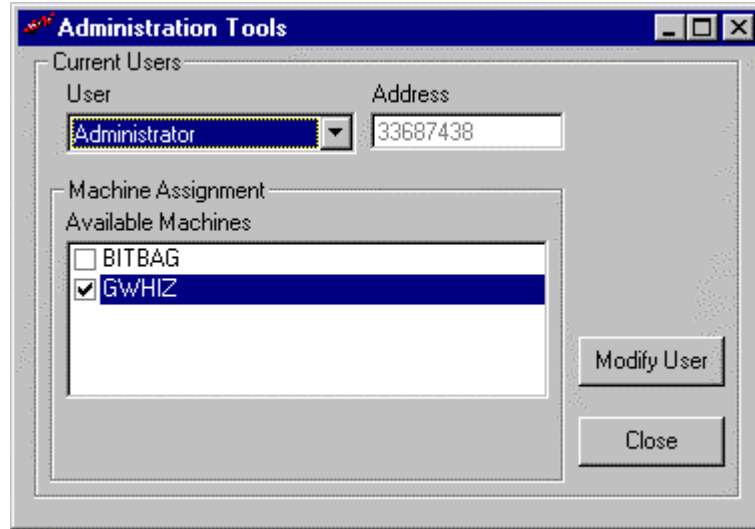 Administration Tools
Current Users
User Address
Administrator 33687438
Machine Assignment
Available Machines
BITBAG
GWHIZ
Modify User
Close